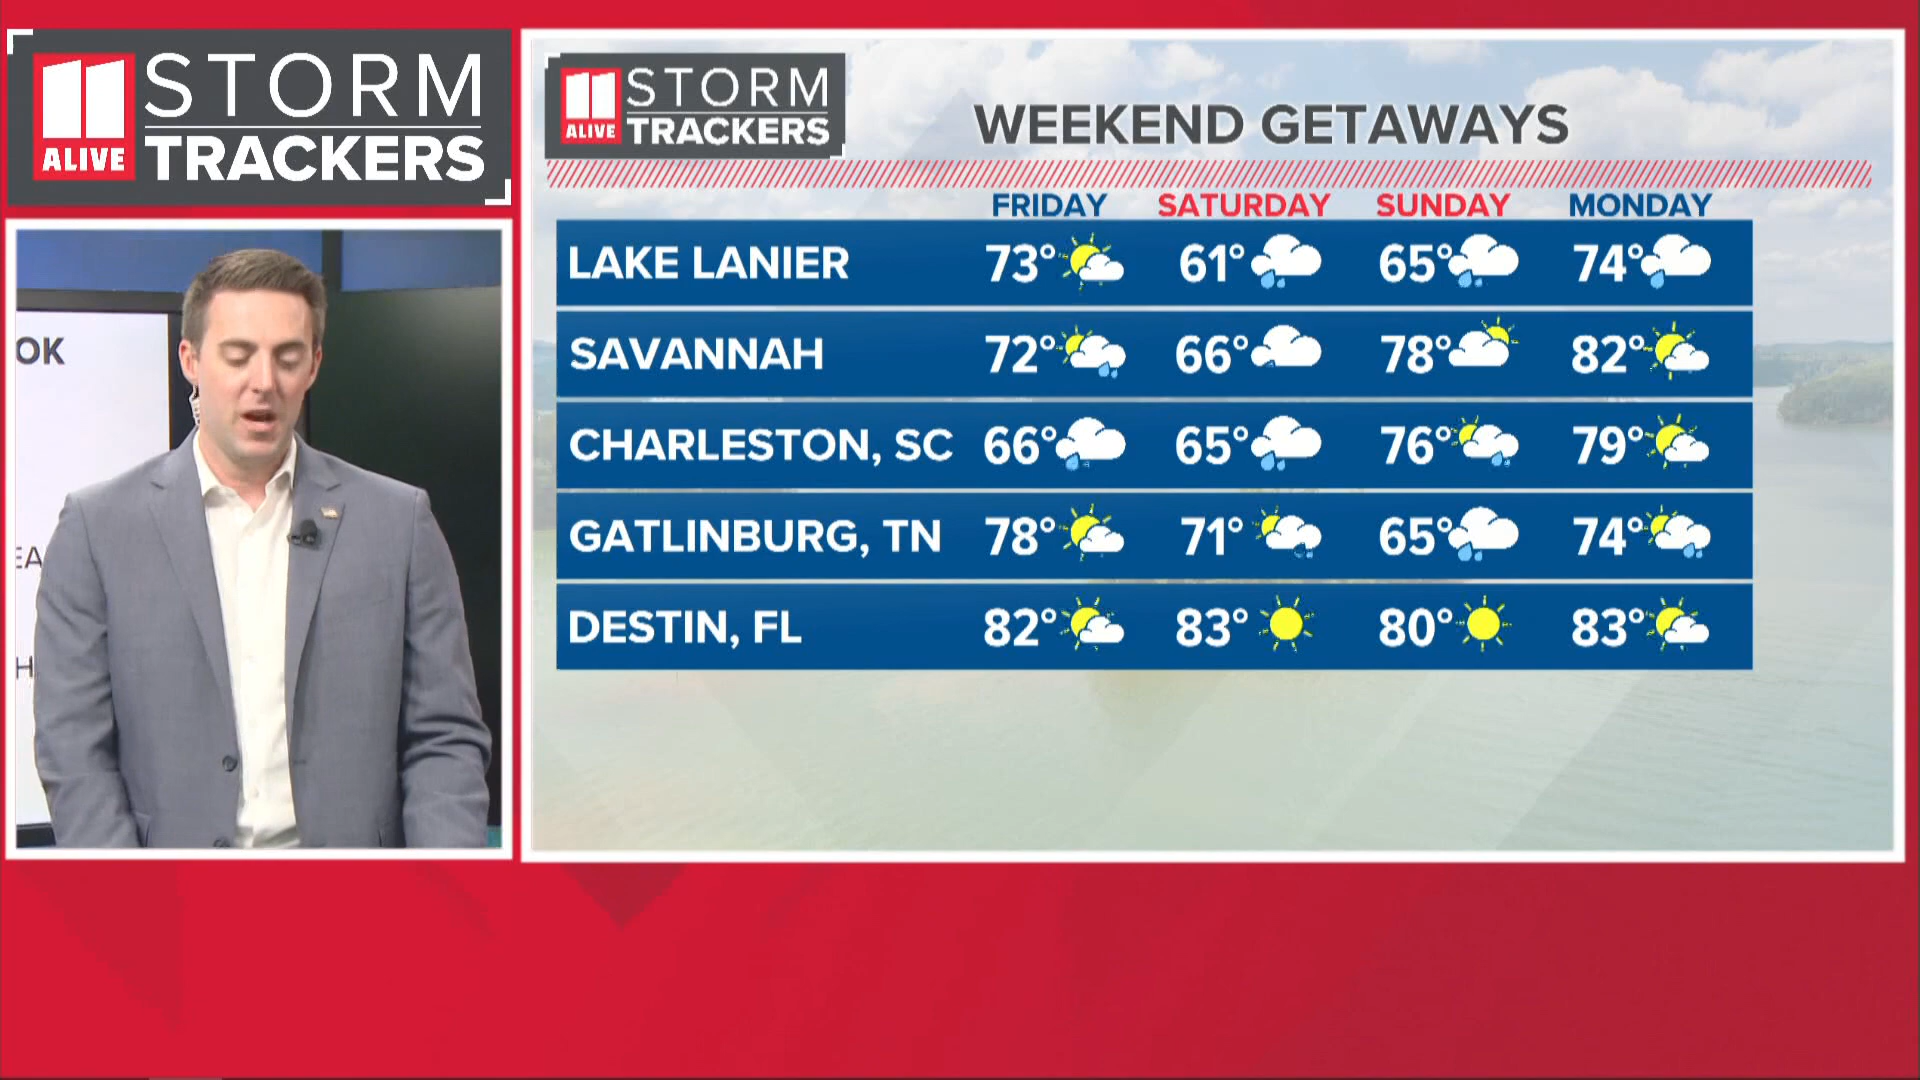 11 ALIVE STORM TRACKERS
OK
EA
H
11 ALIVE STORM TRACKERS
WEEKEND GETAWAYS
FRIDAY SATURDAY SUNDAY MONDAY
LAKE LANIER 73° 61° 65° 74°
SAVANNAH 72° 66° 78° 82°
CHARLESTON, SC 66° 65° 76° 79°
GATLINBURG, TN 78° 71° 65° 74°
DESTIN, FL 82° 83° 80° 83°